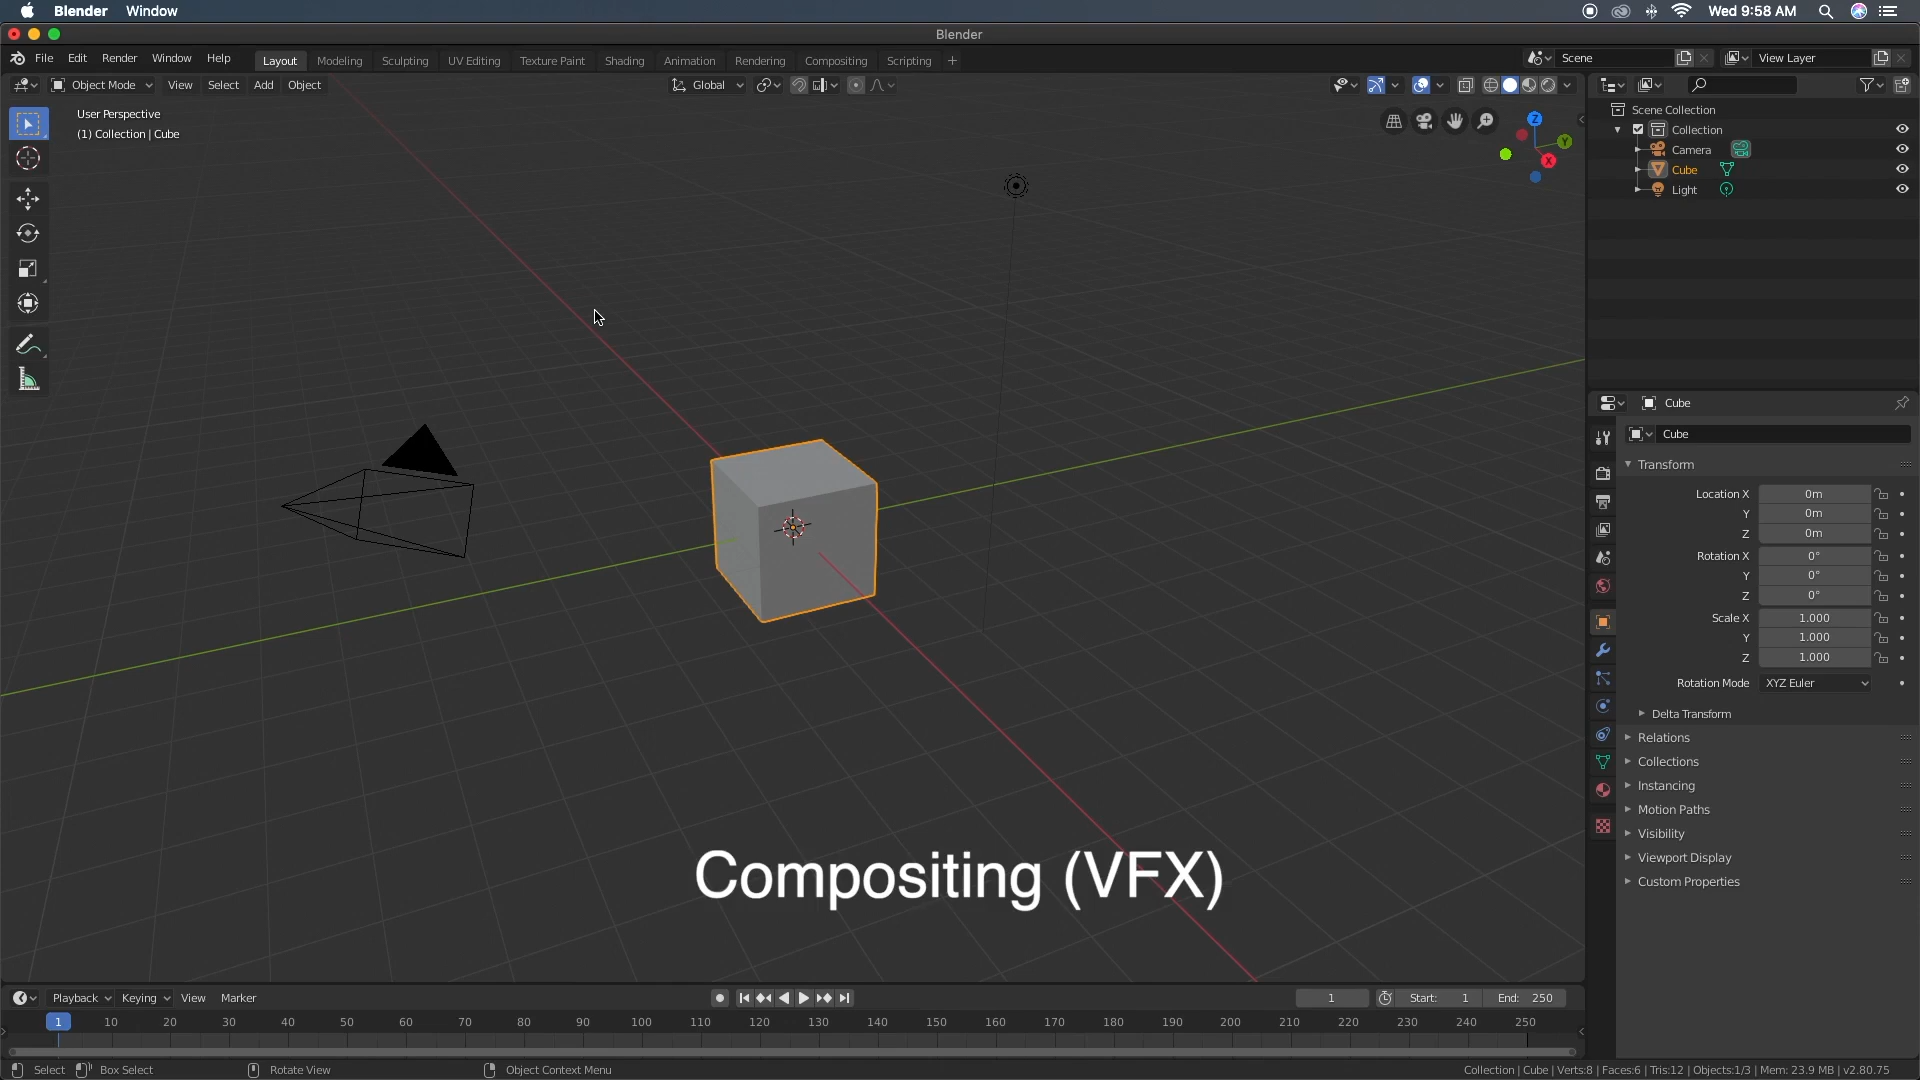 Blender Window Wed 9:58 AM
Blender
File Edit Render Window Help Layout Modeling Sculpting UV Editing Texture Paint Shading Animation Rendering Compositing Scripting + Scene View Layer
Object Mode View Select Add Object Global
User Perspective
(1) Collection | Cube
Z
Y
X
Scene Collection
Collection
Camera
Cube
Light
Cube
Cube
Transform
Location X 0m
Y 0m
Z 0m
Rotation X 0°
Y 0°
Z 0°
Scale X 1.000
Y 1.000
Z 1.000
Rotation Mode XYZ Euler
Delta Transform
Relations
Collections
Instancing
Motion Paths
Visibility
Viewport Display
Custom Properties
Compositing (VFX)
Playback Keying View Marker 1 Start: 1 End: 250
1 10 20 30 40 50 60 70 80 90 100 110 120 130 140 150 160 170 180 190 200 210 220 230 240 250
Select Box Select Rotate View Object Context Menu Collection | Cube | Verts:8 | Faces:6 | Tris:12 | Objects:1/3 | Mem: 23.9 MB | v2.80.75